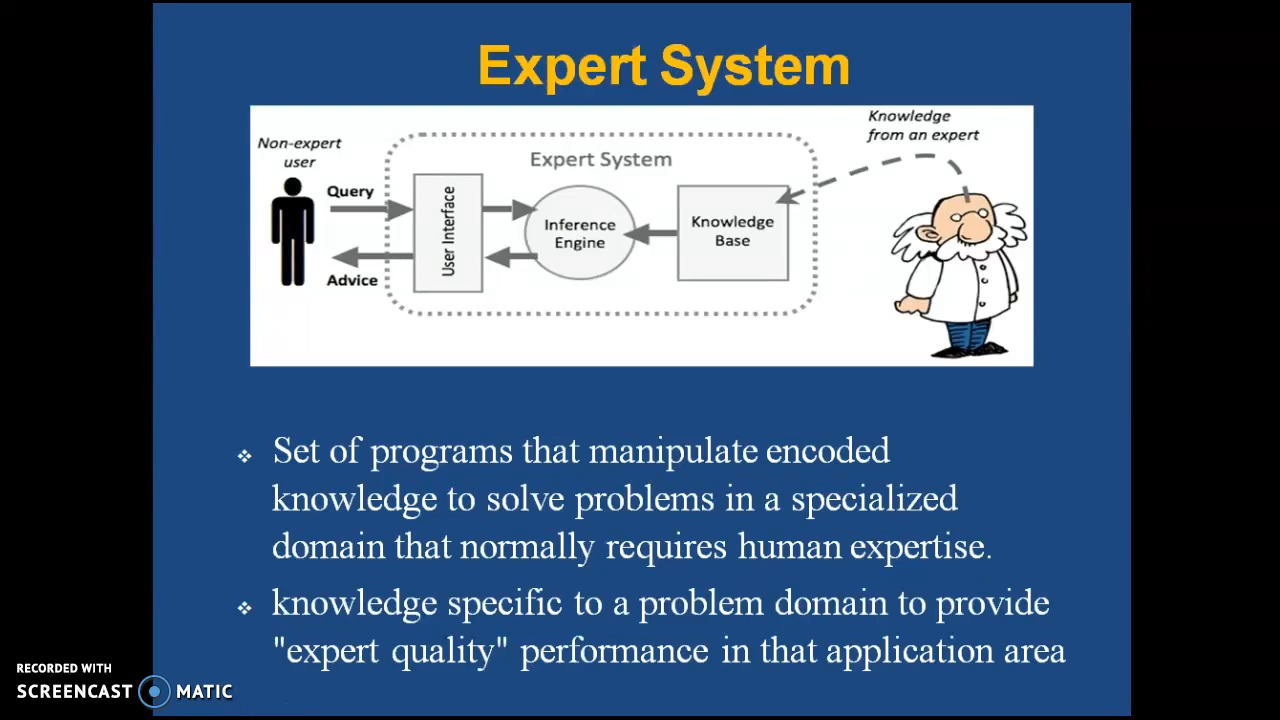 Expert System
Knowledge
from an expert
Non-expert
user
Expert System
Query
User Interface
Inference
Engine
Knowledge
Base
Advice
❖ Set of programs that manipulate encoded
knowledge to solve problems in a specialized
domain that normally requires human expertise.
❖ knowledge specific to a problem domain to provide
"expert quality" performance in that application area
RECORDED WITH
SCREENCAST MATIC